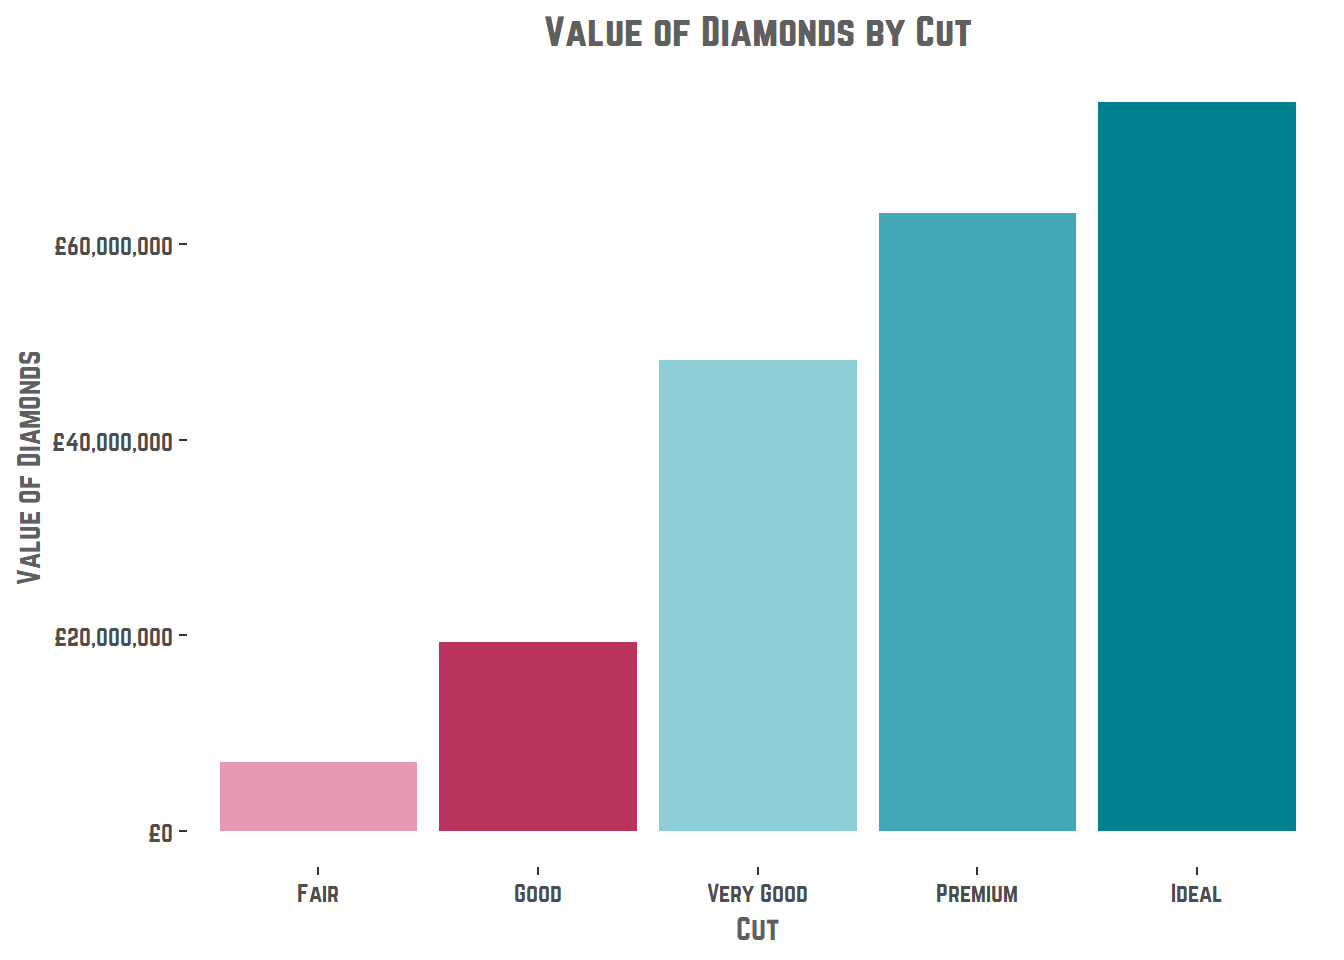 Value of Diamonds by Cut
£60,000,000
£40,000,000
£20,000,000
£0
Value of Diamonds
Fair
Good
Very Good
Premium
Ideal
Cut